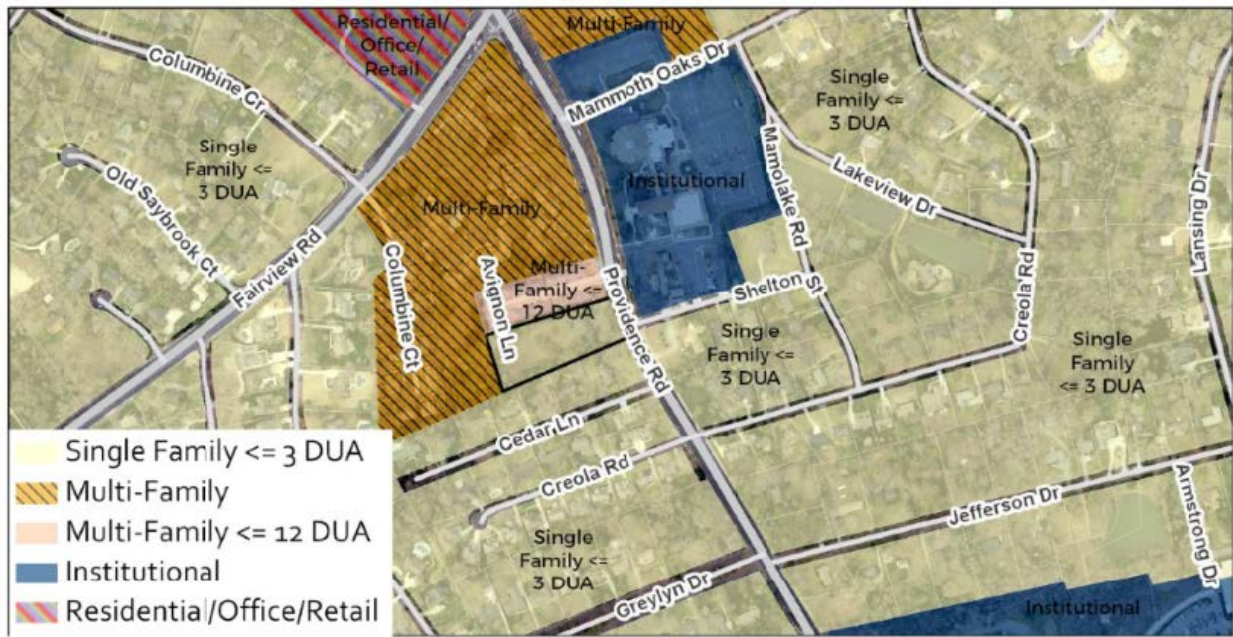 Residential/
Office/
Retail
Multi-Family
Columbine Cr
Mammoth Oaks Dr
Single
Family <=
3 DUA
Single
Family <=
3 DUA
Old Saybrook Ct
Fairview Rd
Multi-Family
Institutional
Mamolake Rd
Lakeview Dr
Lansing Dr
Columbine Ct
Avignon Ln
Multi-
Family <=
12 DUA
Providence Rd
Shelton St
Creola Rd
Single
Family <=
3 DUA
Single
Family
<= 3 DUA
Cedar Ln
Creola Rd
Jefferson Dr
Armstrong Dr
Single
Family <=
3 DUA
Greylyn Dr
Institutional
Single Family <= 3 DUA
Multi-Family
Multi-Family <= 12 DUA
Institutional
Residential/Office/Retail